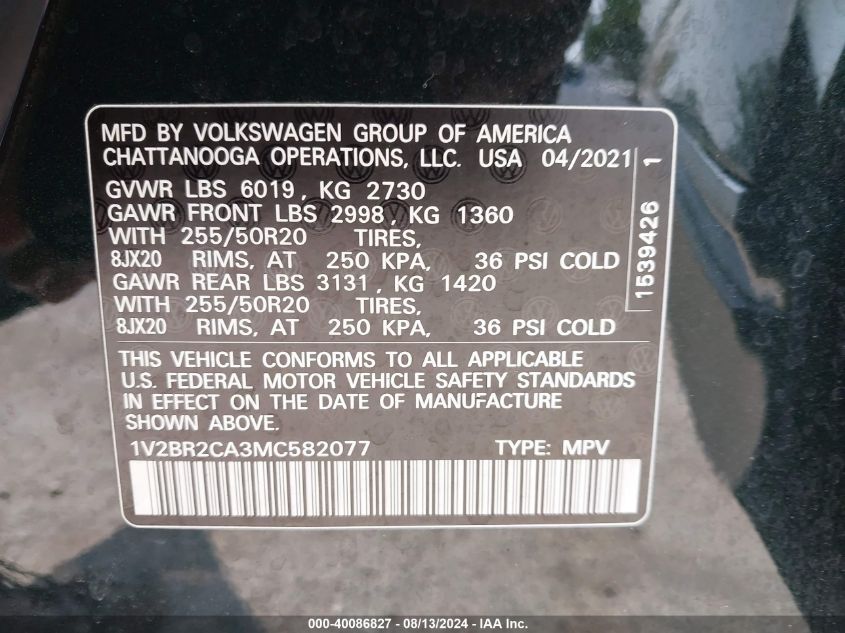 MFD BY VOLKSWAGEN GROUP OF AMERICA
CHATTANOOGA OPERATIONS, LLC. USA 04/2021
GVWR LBS 6019, KG 2730
GAWR FRONT LBS 2998, KG 1360
WITH 255/50R20 TIRES,
8JX20 RIMS, AT 250 KPA, 36 PSI COLD
GAWR REAR LBS 3131, KG 1420
WITH 255/50R20 TIRES,
8JX20 RIMS, AT 250 KPA, 36 PSI COLD
1539426 1
THIS VEHICLE CONFORMS TO ALL APPLICABLE
U.S. FEDERAL MOTOR VEHICLE SAFETY STANDARDS
IN EFFECT ON THE DATE OF MANUFACTURE
SHOWN ABOVE.
1V2BR2CA3MC582077 TYPE: MPV
000-40086827 - 08/13/2024 - IAA Inc.